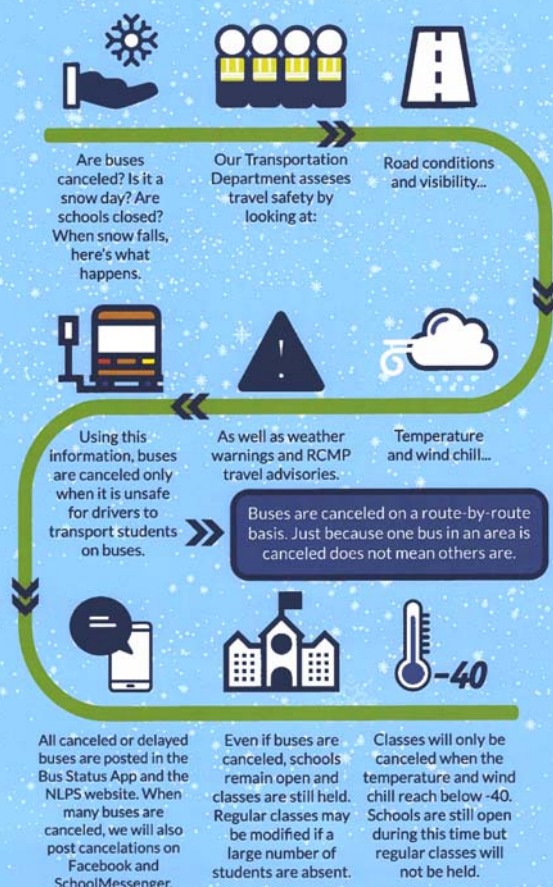 Are buses
canceled? Is it a
snow day? Are
schools closed?
When snow falls,
here's what
happens.
Our Transportation
Department asseses
travel safety by
looking at:
Road conditions
and visibility...
Temperature
and wind chill...
As well as weather
warnings and RCMP
travel advisories.
Using this
information, buses
are canceled only
when it is unsafe
for drivers to
transport students
on buses.
Buses are canceled on a route-by-route
basis. Just because one bus in an area is
canceled does not mean others are.
All canceled or delayed
buses are posted in the
Bus Status App and the
NLPS website. When
many buses are
canceled, we will also
post cancelations on
Facebook and
SchoolMessenger.
Even if buses are
canceled, schools
remain open and
classes are still held.
Regular classes may
be modified if a
large number of
students are absent.
-40
Classes will only be
canceled when the
temperature and wind
chill reach below -40.
Schools are still open
during this time but
regular classes will
not be held.